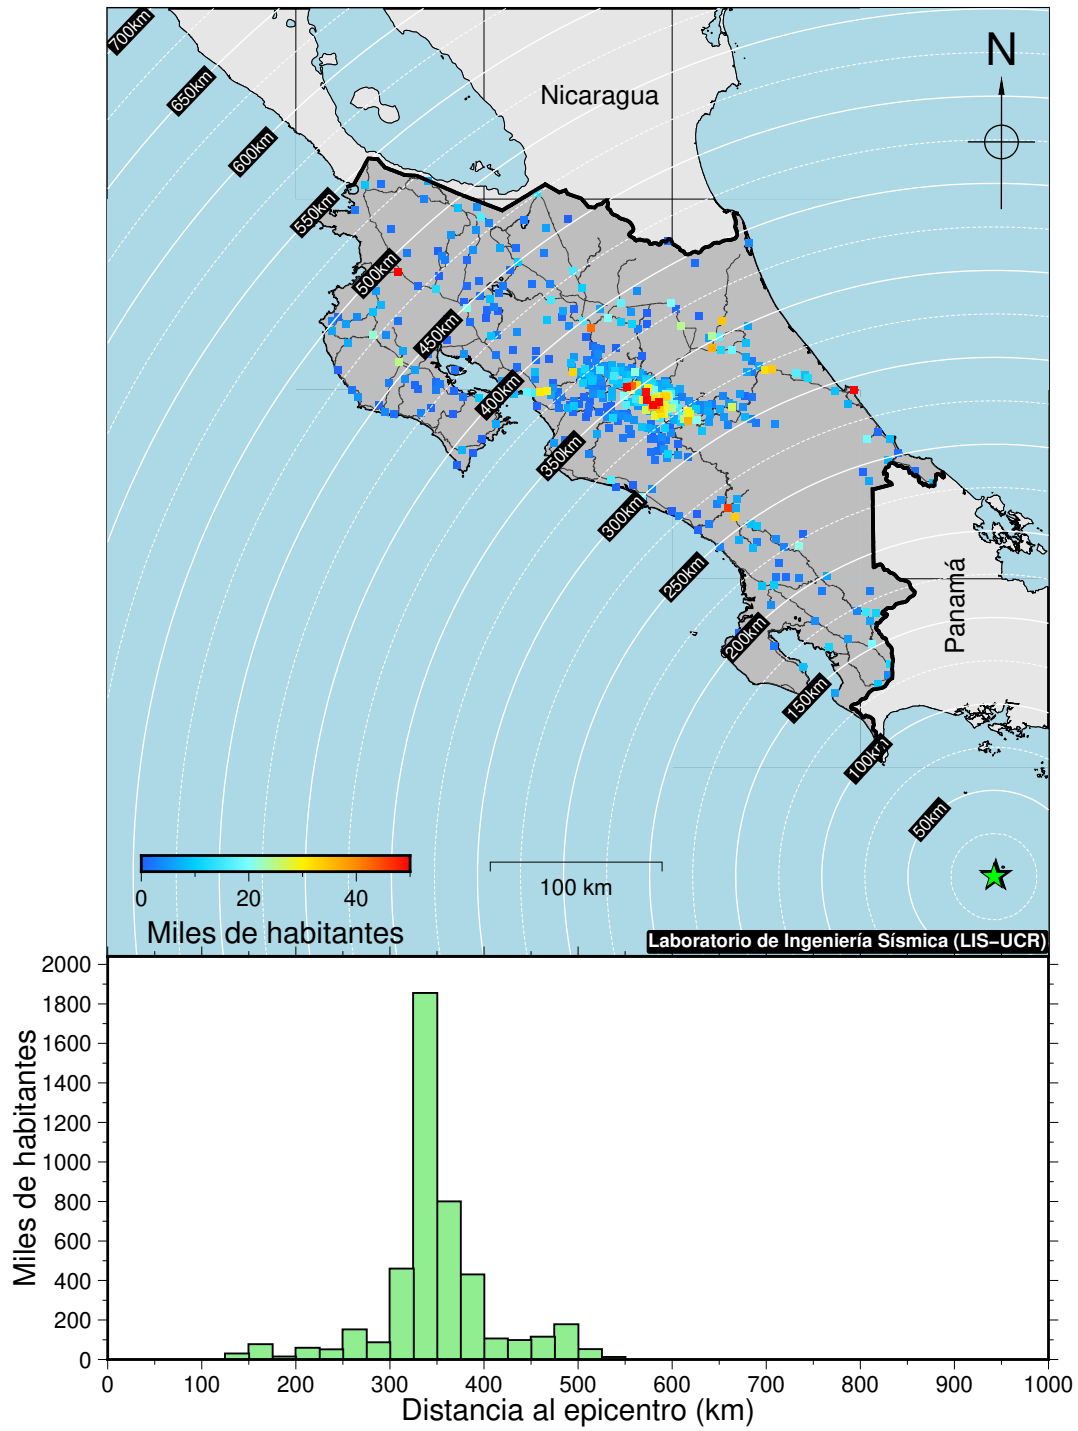 700km
650km
600km
550km
500km
450km
400km
350km
300km
250km
200km
150km
100km
50km
Nicaragua
N
Panamá
0 20 40
Miles de habitantes
100 km
Laboratorio de Ingeniería Sísmica (LIS−UCR)
2000
1800
1600
1400
1200
1000
800
600
400
200
0
Miles de habitantes
0 100 200 300 400 500 600 700 800 900 1000
Distancia al epicentro (km)